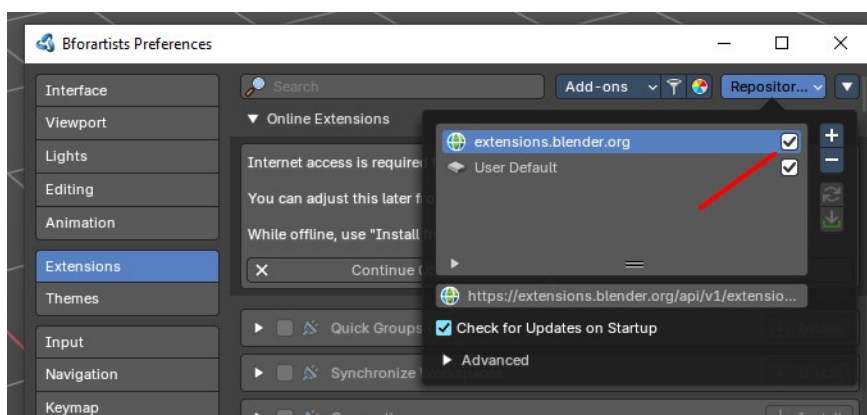 Bforartists Preferences
Interface
Viewport
Lights
Editing
Animation
Extensions
Themes
Input
Navigation
Keymap
Search
Add-ons
Repositor...
Online Extensions
Internet access is require
You can adjust this later
While offline, use "Install
Continue
Quick Groups
Synchronize
extensions.blender.org
User Default
https://extensions.blender.org/api/v1/extensio...
Check for Updates on Startup
Advanced